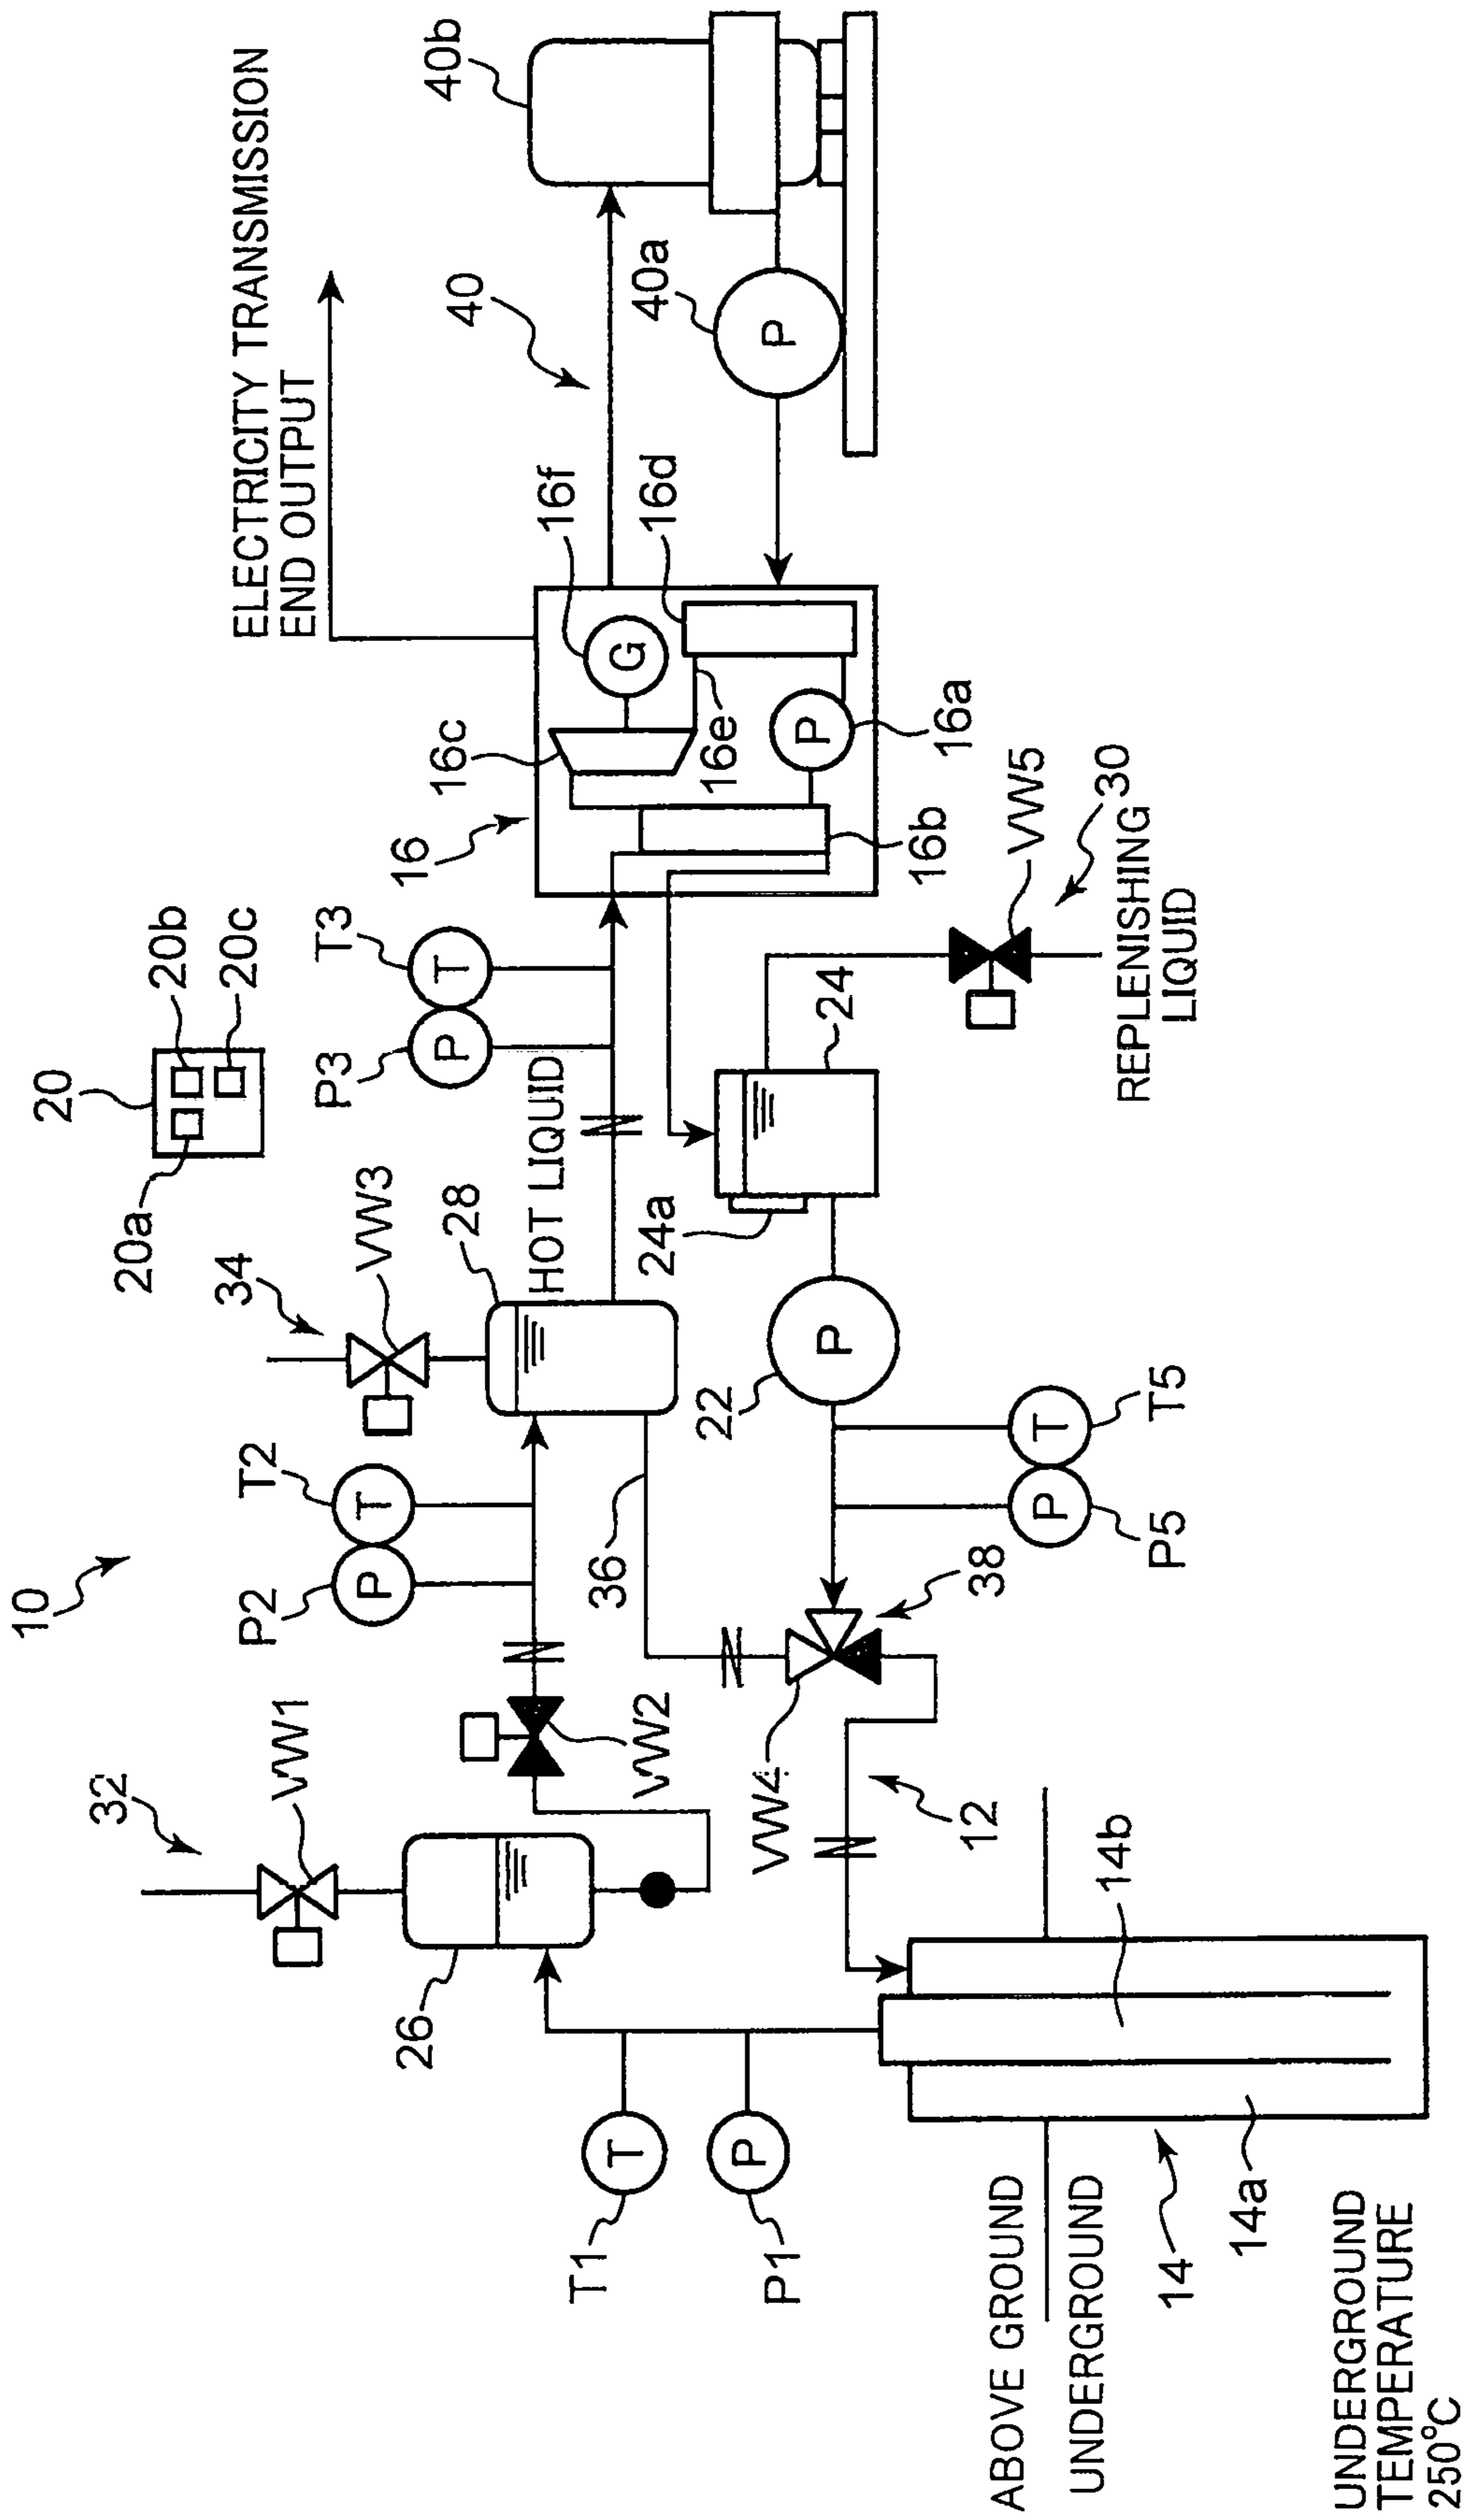 10
20
20a
20b
20c
ELECTRICITY TRANSMISSION
END OUTPUT
32
VW1
P2
T2
34
VW3
P3
T3
P
T
P
T
28
HOT LIQUID
16
16c
16f
G
16d
16e
P
16a
16b
40
40a
P
40b
26
VW2
36
22
P
24a
24
T1
T
P1
P
VW4
38
12
P
T
P5
T5
VW5
30
REPLENISHING
LIQUID
ABOVE GROUND
UNDERGROUND
14
14a
14b
UNDERGROUND
TEMPERATURE
250°C